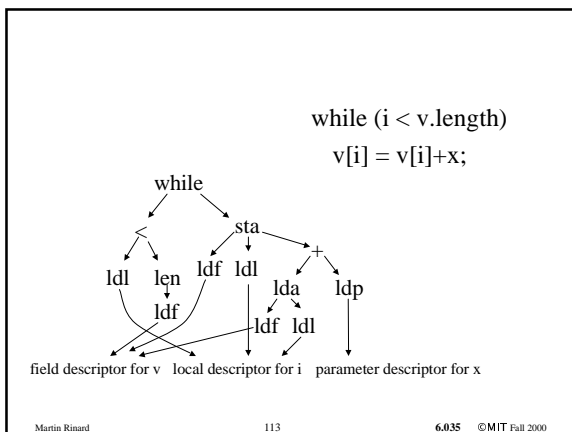 while (i < v.length)
v[i] = v[i]+x;
while
< sta
+
ldl len ldf ldl
lda ldp
ldf
ldf ldl
field descriptor for v local descriptor for i parameter descriptor for x
Martin Rinard 113 6.035 ©MIT Fall 2000